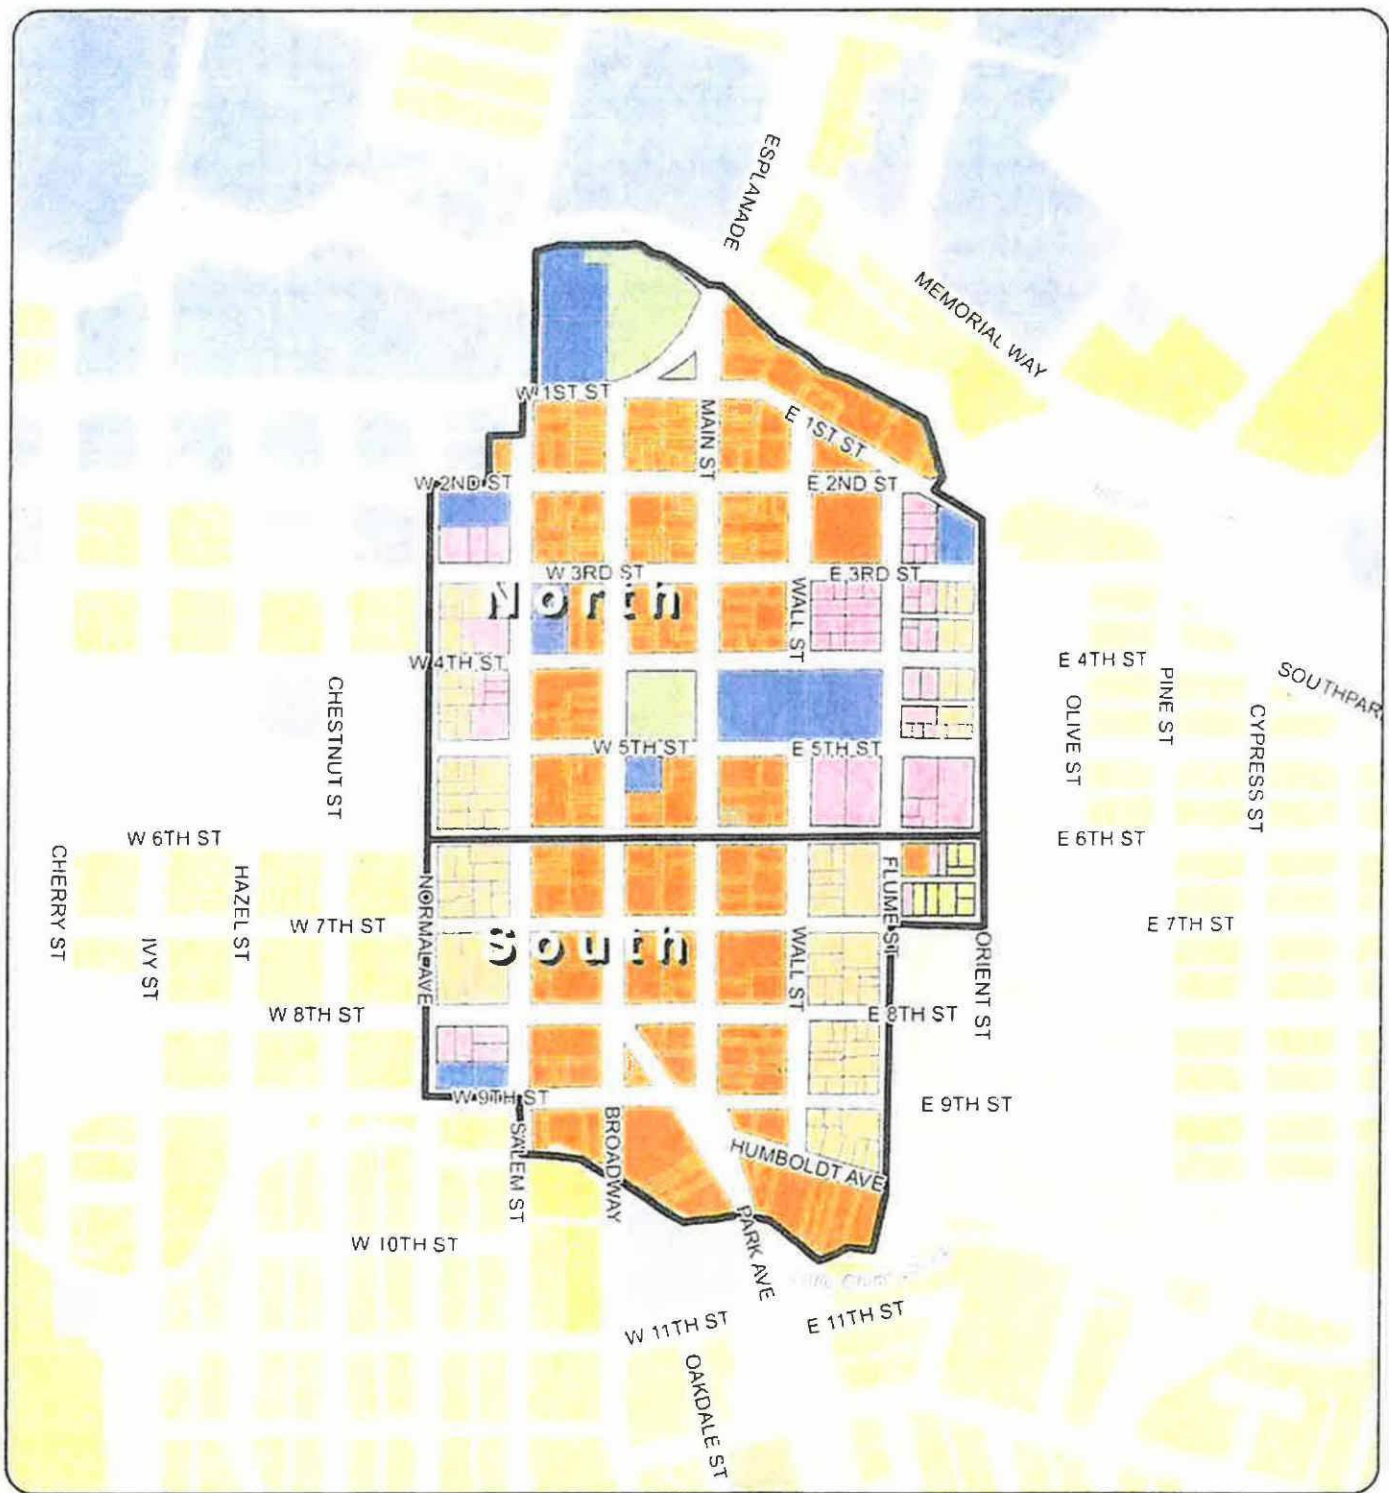 ESPLANADE
MEMORIAL WAY
W 1ST ST
MAIN ST
E 1ST ST
W 2ND ST
E 2ND ST
W 3RD ST
E 3RD ST
North
WALL ST
W 4TH ST
E 4TH ST
SOUTHPARK
PINE ST
CHESTNUT ST
OLIVE ST
CYPRESS ST
W 5TH ST
E 5TH ST
W 6TH ST
E 6TH ST
CHERRY ST
HAZEL ST
NORMAL AVE
FLUME ST
W 7TH ST
E 7TH ST
IVY ST
South
WALL ST
ORIENT ST
W 8TH ST
E 8TH ST
W 9TH ST
E 9TH ST
SALEM ST
BROADWAY
HUMBOLDT AVE
PARK AVE
W 10TH ST
W 11TH ST
E 11TH ST
OAKDALE ST